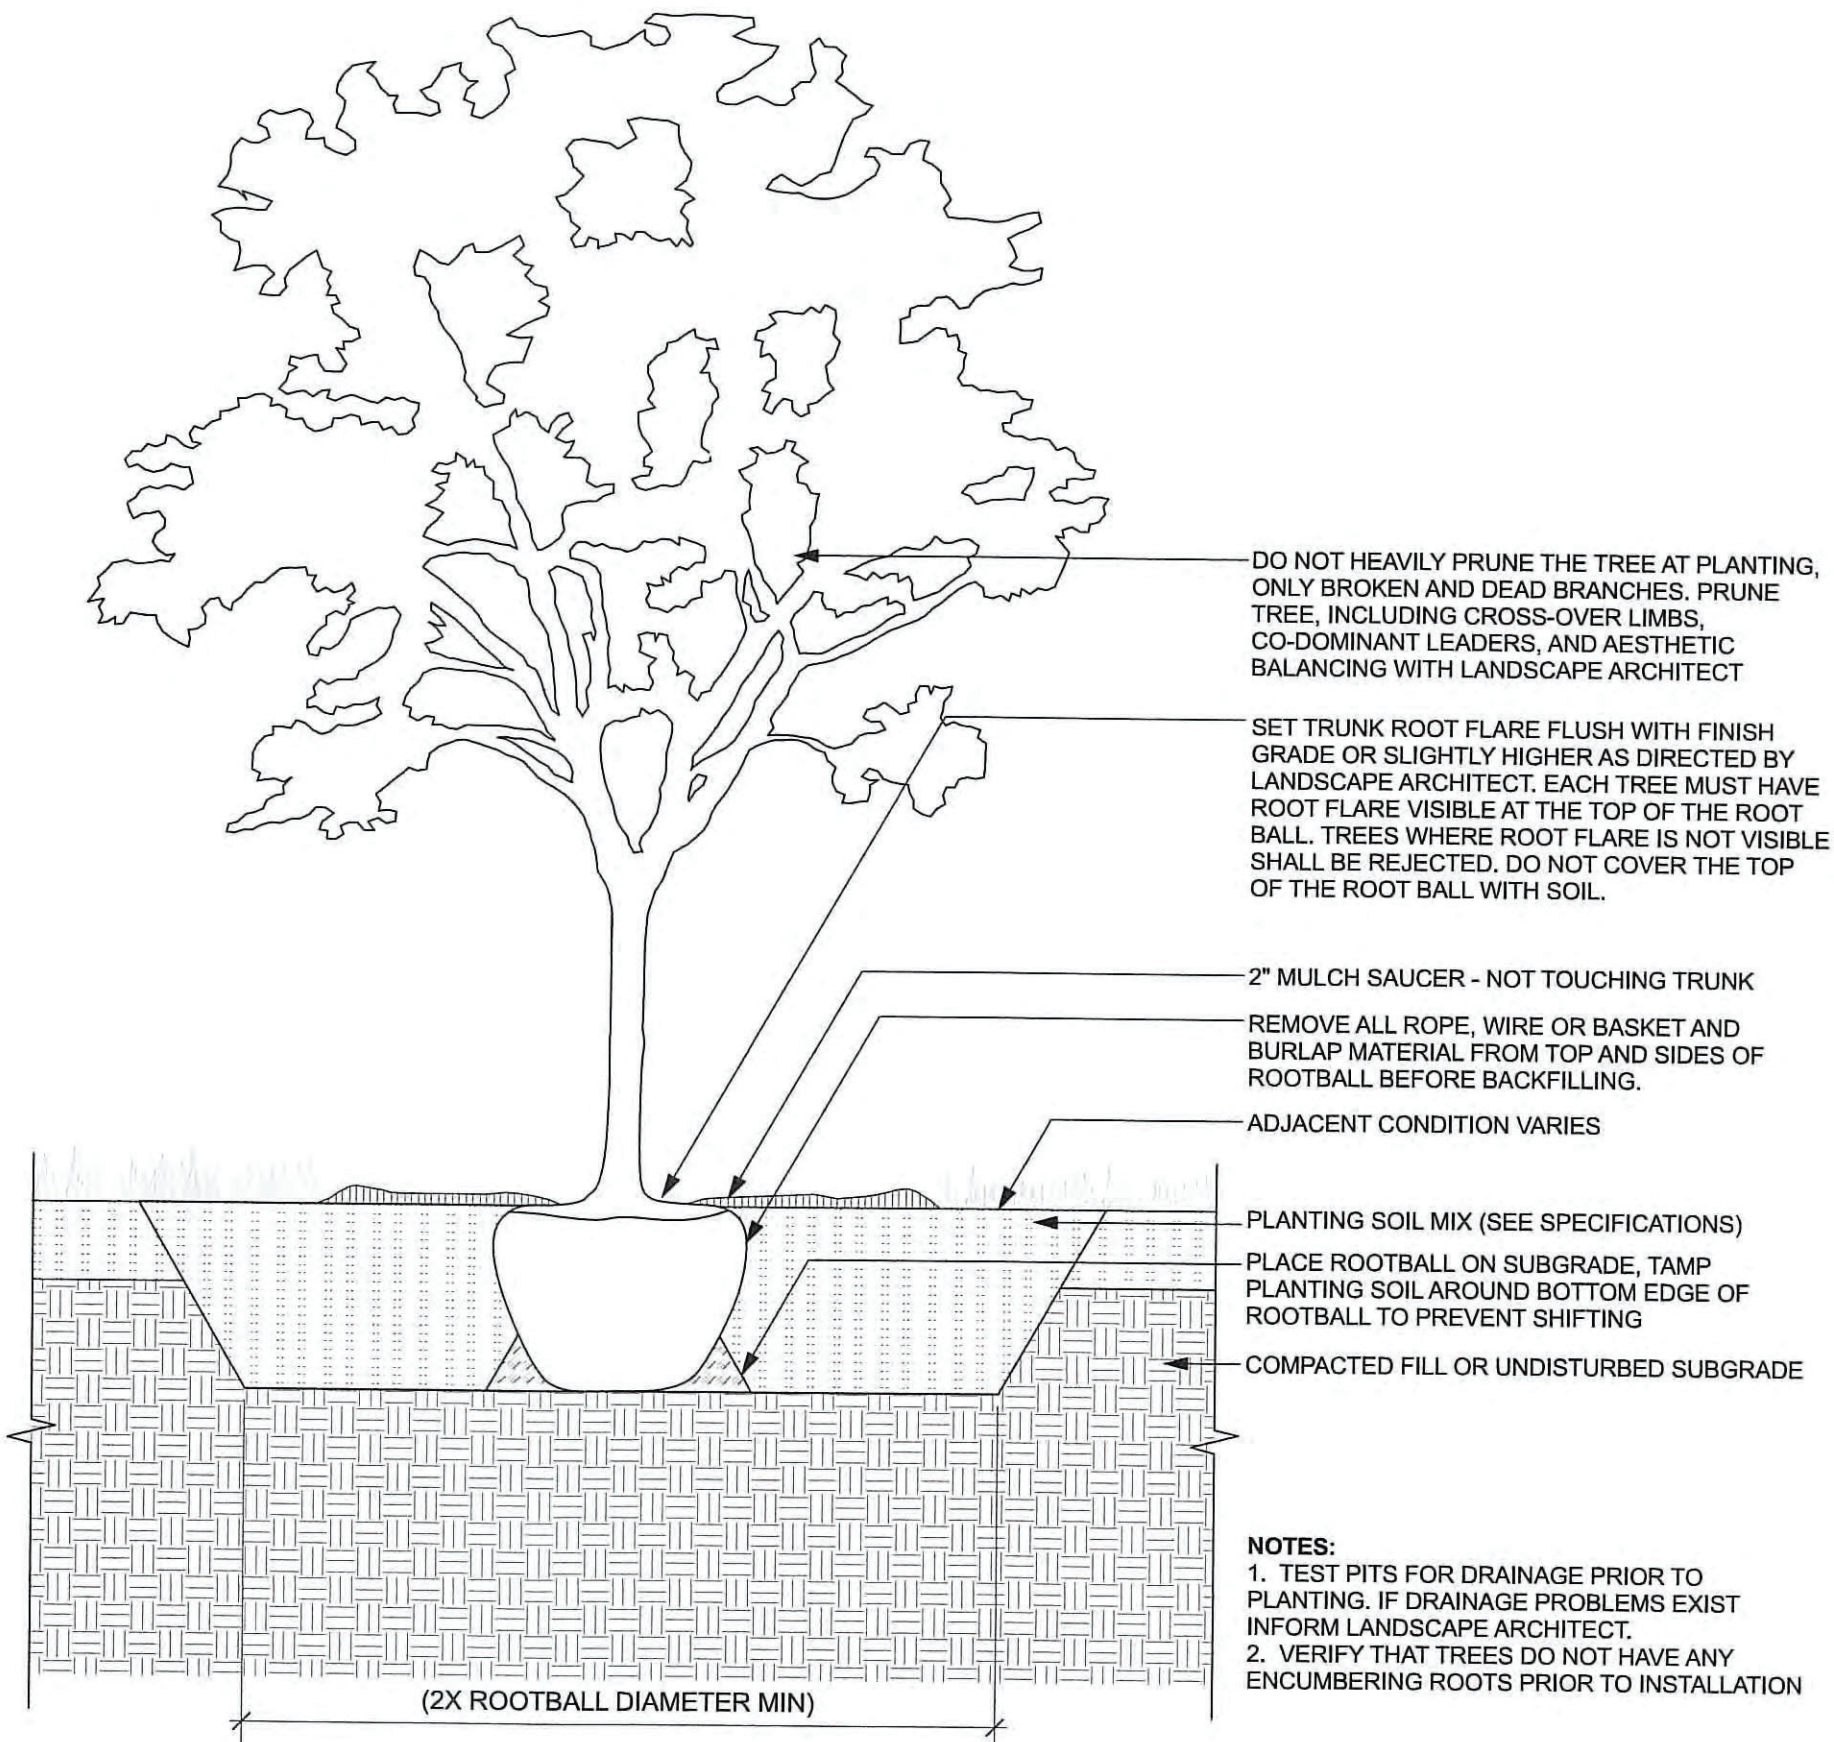 DO NOT HEAVILY PRUNE THE TREE AT PLANTING,
ONLY BROKEN AND DEAD BRANCHES. PRUNE
TREE, INCLUDING CROSS-OVER LIMBS,
CO-DOMINANT LEADERS, AND AESTHETIC
BALANCING WITH LANDSCAPE ARCHITECT
SET TRUNK ROOT FLARE FLUSH WITH FINISH
GRADE OR SLIGHTLY HIGHER AS DIRECTED BY
LANDSCAPE ARCHITECT. EACH TREE MUST HAVE
ROOT FLARE VISIBLE AT THE TOP OF THE ROOT
BALL. TREES WHERE ROOT FLARE IS NOT VISIBLE
SHALL BE REJECTED. DO NOT COVER THE TOP
OF THE ROOT BALL WITH SOIL.
2" MULCH SAUCER - NOT TOUCHING TRUNK
REMOVE ALL ROPE, WIRE OR BASKET AND
BURLAP MATERIAL FROM TOP AND SIDES OF
ROOTBALL BEFORE BACKFILLING.
ADJACENT CONDITION VARIES
PLANTING SOIL MIX (SEE SPECIFICATIONS)
PLACE ROOTBALL ON SUBGRADE, TAMP
PLANTING SOIL AROUND BOTTOM EDGE OF
ROOTBALL TO PREVENT SHIFTING
COMPACTED FILL OR UNDISTURBED SUBGRADE
NOTES:
1. TEST PITS FOR DRAINAGE PRIOR TO
PLANTING. IF DRAINAGE PROBLEMS EXIST
INFORM LANDSCAPE ARCHITECT.
2. VERIFY THAT TREES DO NOT HAVE ANY
ENCUMBERING ROOTS PRIOR TO INSTALLATION
(2X ROOTBALL DIAMETER MIN)